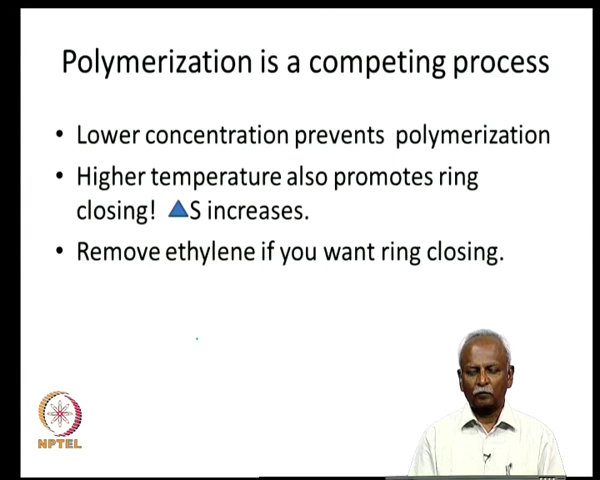 Polymerization is a competing process
• Lower concentration prevents polymerization
• Higher temperature also promotes ring
closing! ▲S increases.
• Remove ethylene if you want ring closing.
NPTEL